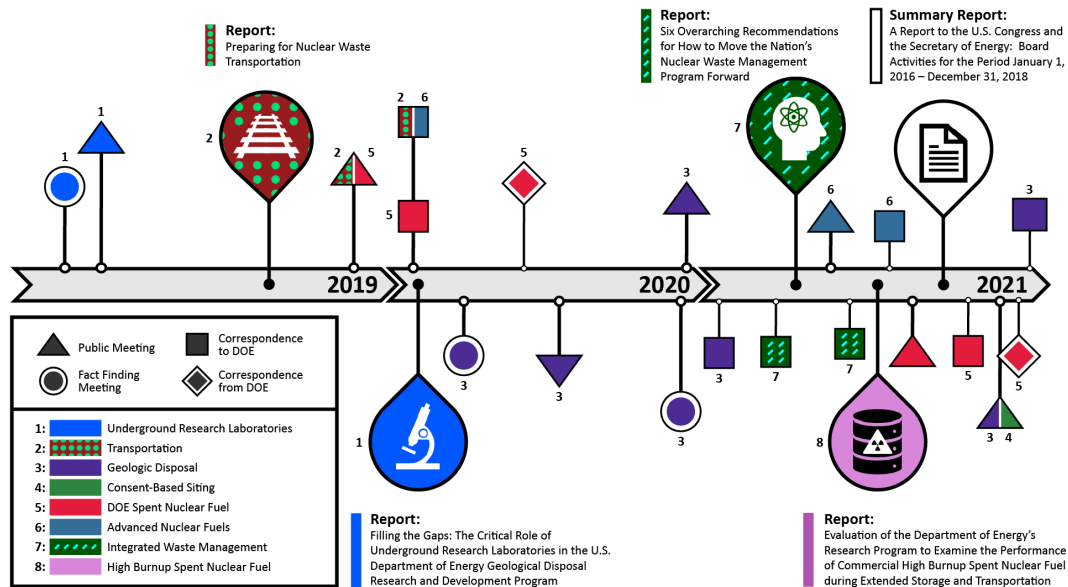 Report:
Preparing for Nuclear Waste
Transportation
Report:
Six Overarching Recommendations
for How to Move the Nation's
Nuclear Waste Management
Program Forward
Summary Report:
A Report to the U.S. Congress and
the Secretary of Energy: Board
Activities for the Period January 1,
2016 – December 31, 2018
1
1
2
2
5
2
6
5
5
3
7
6
6
3
2019
2020
2021
3
3
3
3
7
7
5
5
3
4
1
8
Public Meeting
Correspondence
to DOE
Fact Finding
Meeting
Correspondence
from DOE
1: Underground Research Laboratories
2: Transportation
3: Geologic Disposal
4: Consent-Based Siting
5: DOE Spent Nuclear Fuel
6: Advanced Nuclear Fuels
7: Integrated Waste Management
8: High Burnup Spent Nuclear Fuel
Report:
Filling the Gaps: The Critical Role of
Underground Research Laboratories in the U.S.
Department of Energy Geological Disposal
Research and Development Program
Report:
Evaluation of the Department of Energy's
Research Program to Examine the Performance
of Commercial High Burnup Spent Nuclear Fuel
during Extended Storage and Transportation